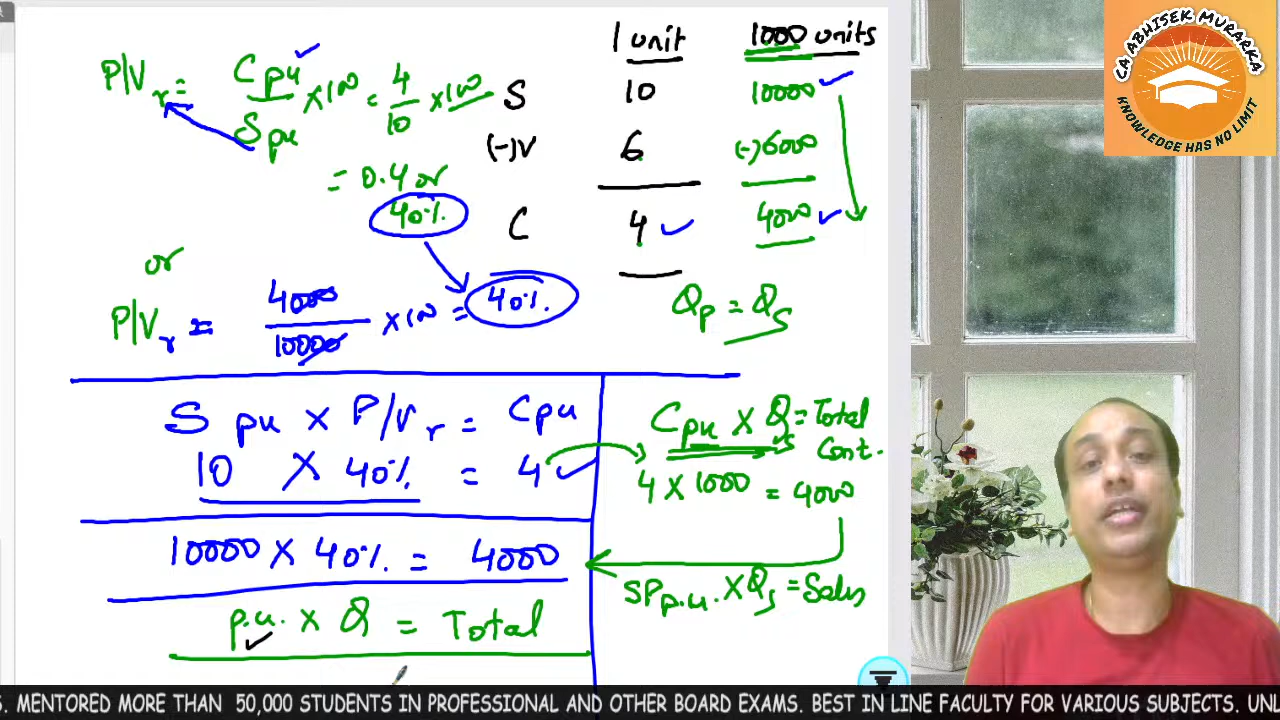 1 unit 1000 units
P/Vr = Cpu/Spu × 100 = 4/10 × 100
S 10 10000
= 0.4 or 40%
(-)V 6 (-)6000
C 4 4000
or
P/Vr = 4000/10000 × 100 = 40%
Qp = Qs
S pu × P/Vr = Cpu
10 × 40% = 4
Cpu × Qs = Total Cont.
4 × 1000 = 4000
10000 × 40% = 4000
SP p.u. × Qs = Sales
p.u. × Q = Total
CA ABHISEK MURARKA
KNOWLEDGE HAS NO LIMIT
S. MENTORED MORE THAN 50,000 STUDENTS IN PROFESSIONAL AND OTHER BOARD EXAMS. BEST IN LINE FACULTY FOR VARIOUS SUBJECTS. UNL